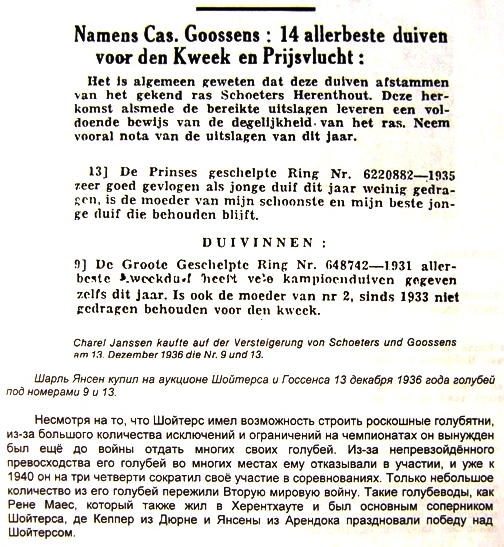 Namens Cas. Goossens : 14 allerbeste duiven
voor den Kweek en Prijsvlucht :
Het is algemeen geweten dat deze duiven afstammen
van het gekend ras Schoeters Herenthout. Deze her-
komst alsmede de bereikte uitslagen leveren een vol-
doende bewijs van de degelijkheid van het ras. Neem
vooral nota van de uitslagen van dit jaar.
13] De Prinses geschelpte Ring Nr. 6220882—1935
zeer goed gevlogen als jonge duif dit jaar weinig gedra-
gen, is de moeder van mijn schoonste en mijn beste jon-
ge duif die behouden blijft.
DUIVINNEN :
9] De Groote Geschelpte Ring Nr. 648742—1931 aller-
beste kweekduif heeft vele kampioenduiven gegeven
zelfs dit jaar. Is ook de moeder van nr 2, sinds 1933 niet
gedragen behouden voor den kweek.
Charel Janssen kaufte auf der Versteigerung von Schoeters und Goossens
am 13. Dezember 1936 die Nr. 9 und 13.
Шарль Янсен купил на аукционе Шойтерса и Госсенса 13 декабря 1936 года голубей
под номерами 9 и 13.
Несмотря на то, что Шойтерс имел возможность строить роскошные голубятни,
из-за большого количества исключений и ограничений на чемпионатах он вынужден
был ещё до войны отдать многих своих голубей. Из-за непревзойдённого
превосходства его голубей во многих местах ему отказывали в участии, и уже к
1940 он на три четверти сократил своё участие в соревнованиях. Только небольшое
количество из его голубей пережили Вторую мировую войну. Такие голубеводы, как
Рене Маес, который также жил в Херентхауте и был основным соперником
Шойтерса, де Кеппер из Дюрне и Янсены из Арендока праздновали победу над
Шойтерсом.